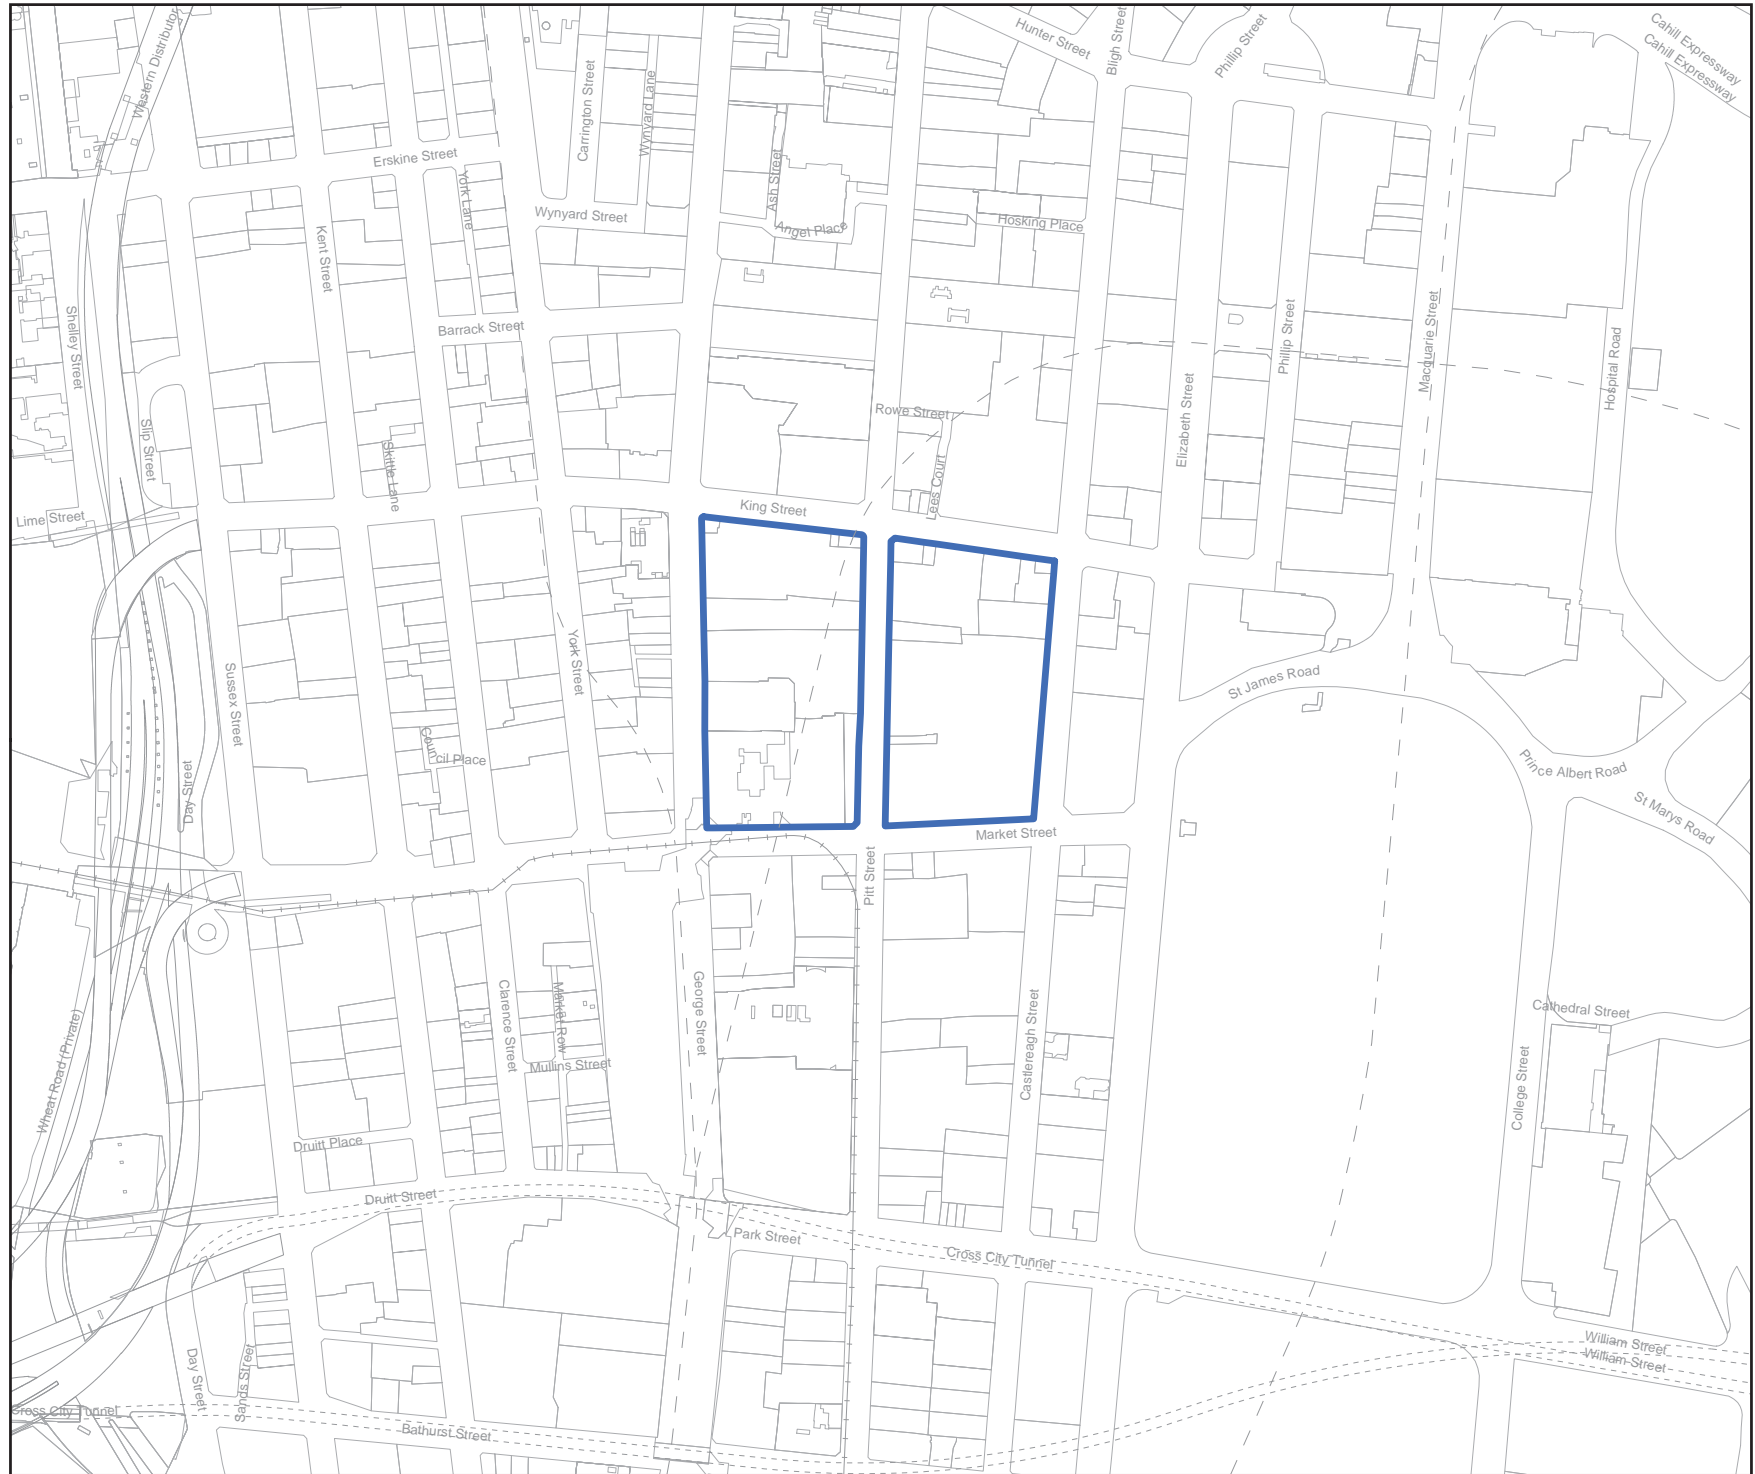 Hunter Street
Bligh Street
Phillip Street
Cahill Expressway
Cahill Expressway
Western Distributor
Carrington Street
Wynyard Lane
Erskine Street
York Lane
Ash Street
Wynyard Street
Angel Place
Hosking Place
Kent Street
Shelley Street
Barrack Street
Phillip Street
Macquarie Street
Hospital Road
Elizabeth Street
Rowe Street
Slip Street
Skittle Lane
Lees Court
Lime Street
King Street
York Street
Sussex Street
St James Road
Council Place
Day Street
Prince Albert Road
St Marys Road
Market Street
Pitt Street
Clarence Street
Market Row
George Street
Castlereagh Street
Cathedral Street
College Street
Wheat Road (Private)
Mullins Street
Druitt Place
Druitt Street
Park Street
Cross City Tunnel
William Street
William Street
Day Street
Sands Street
Cross City Tunnel
Bathurst Street